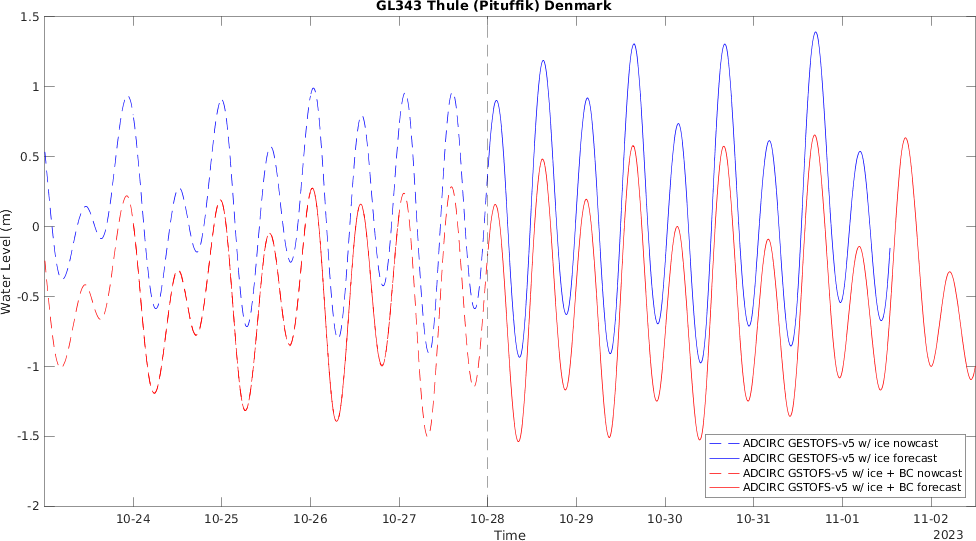 GL343 Thule (Pituffik) Denmark
1.5
1
0.5
0
-0.5
-1
-1.5
-2
Water Level (m)
10-24 10-25 10-26 10-27 10-28 10-29 10-30 10-31 11-01 11-02
Time
2023
ADCIRC GESTOFS-v5 w/ ice nowcast
ADCIRC GESTOFS-v5 w/ ice forecast
ADCIRC GSTOFS-v5 w/ ice + BC nowcast
ADCIRC GSTOFS-v5 w/ ice + BC forecast